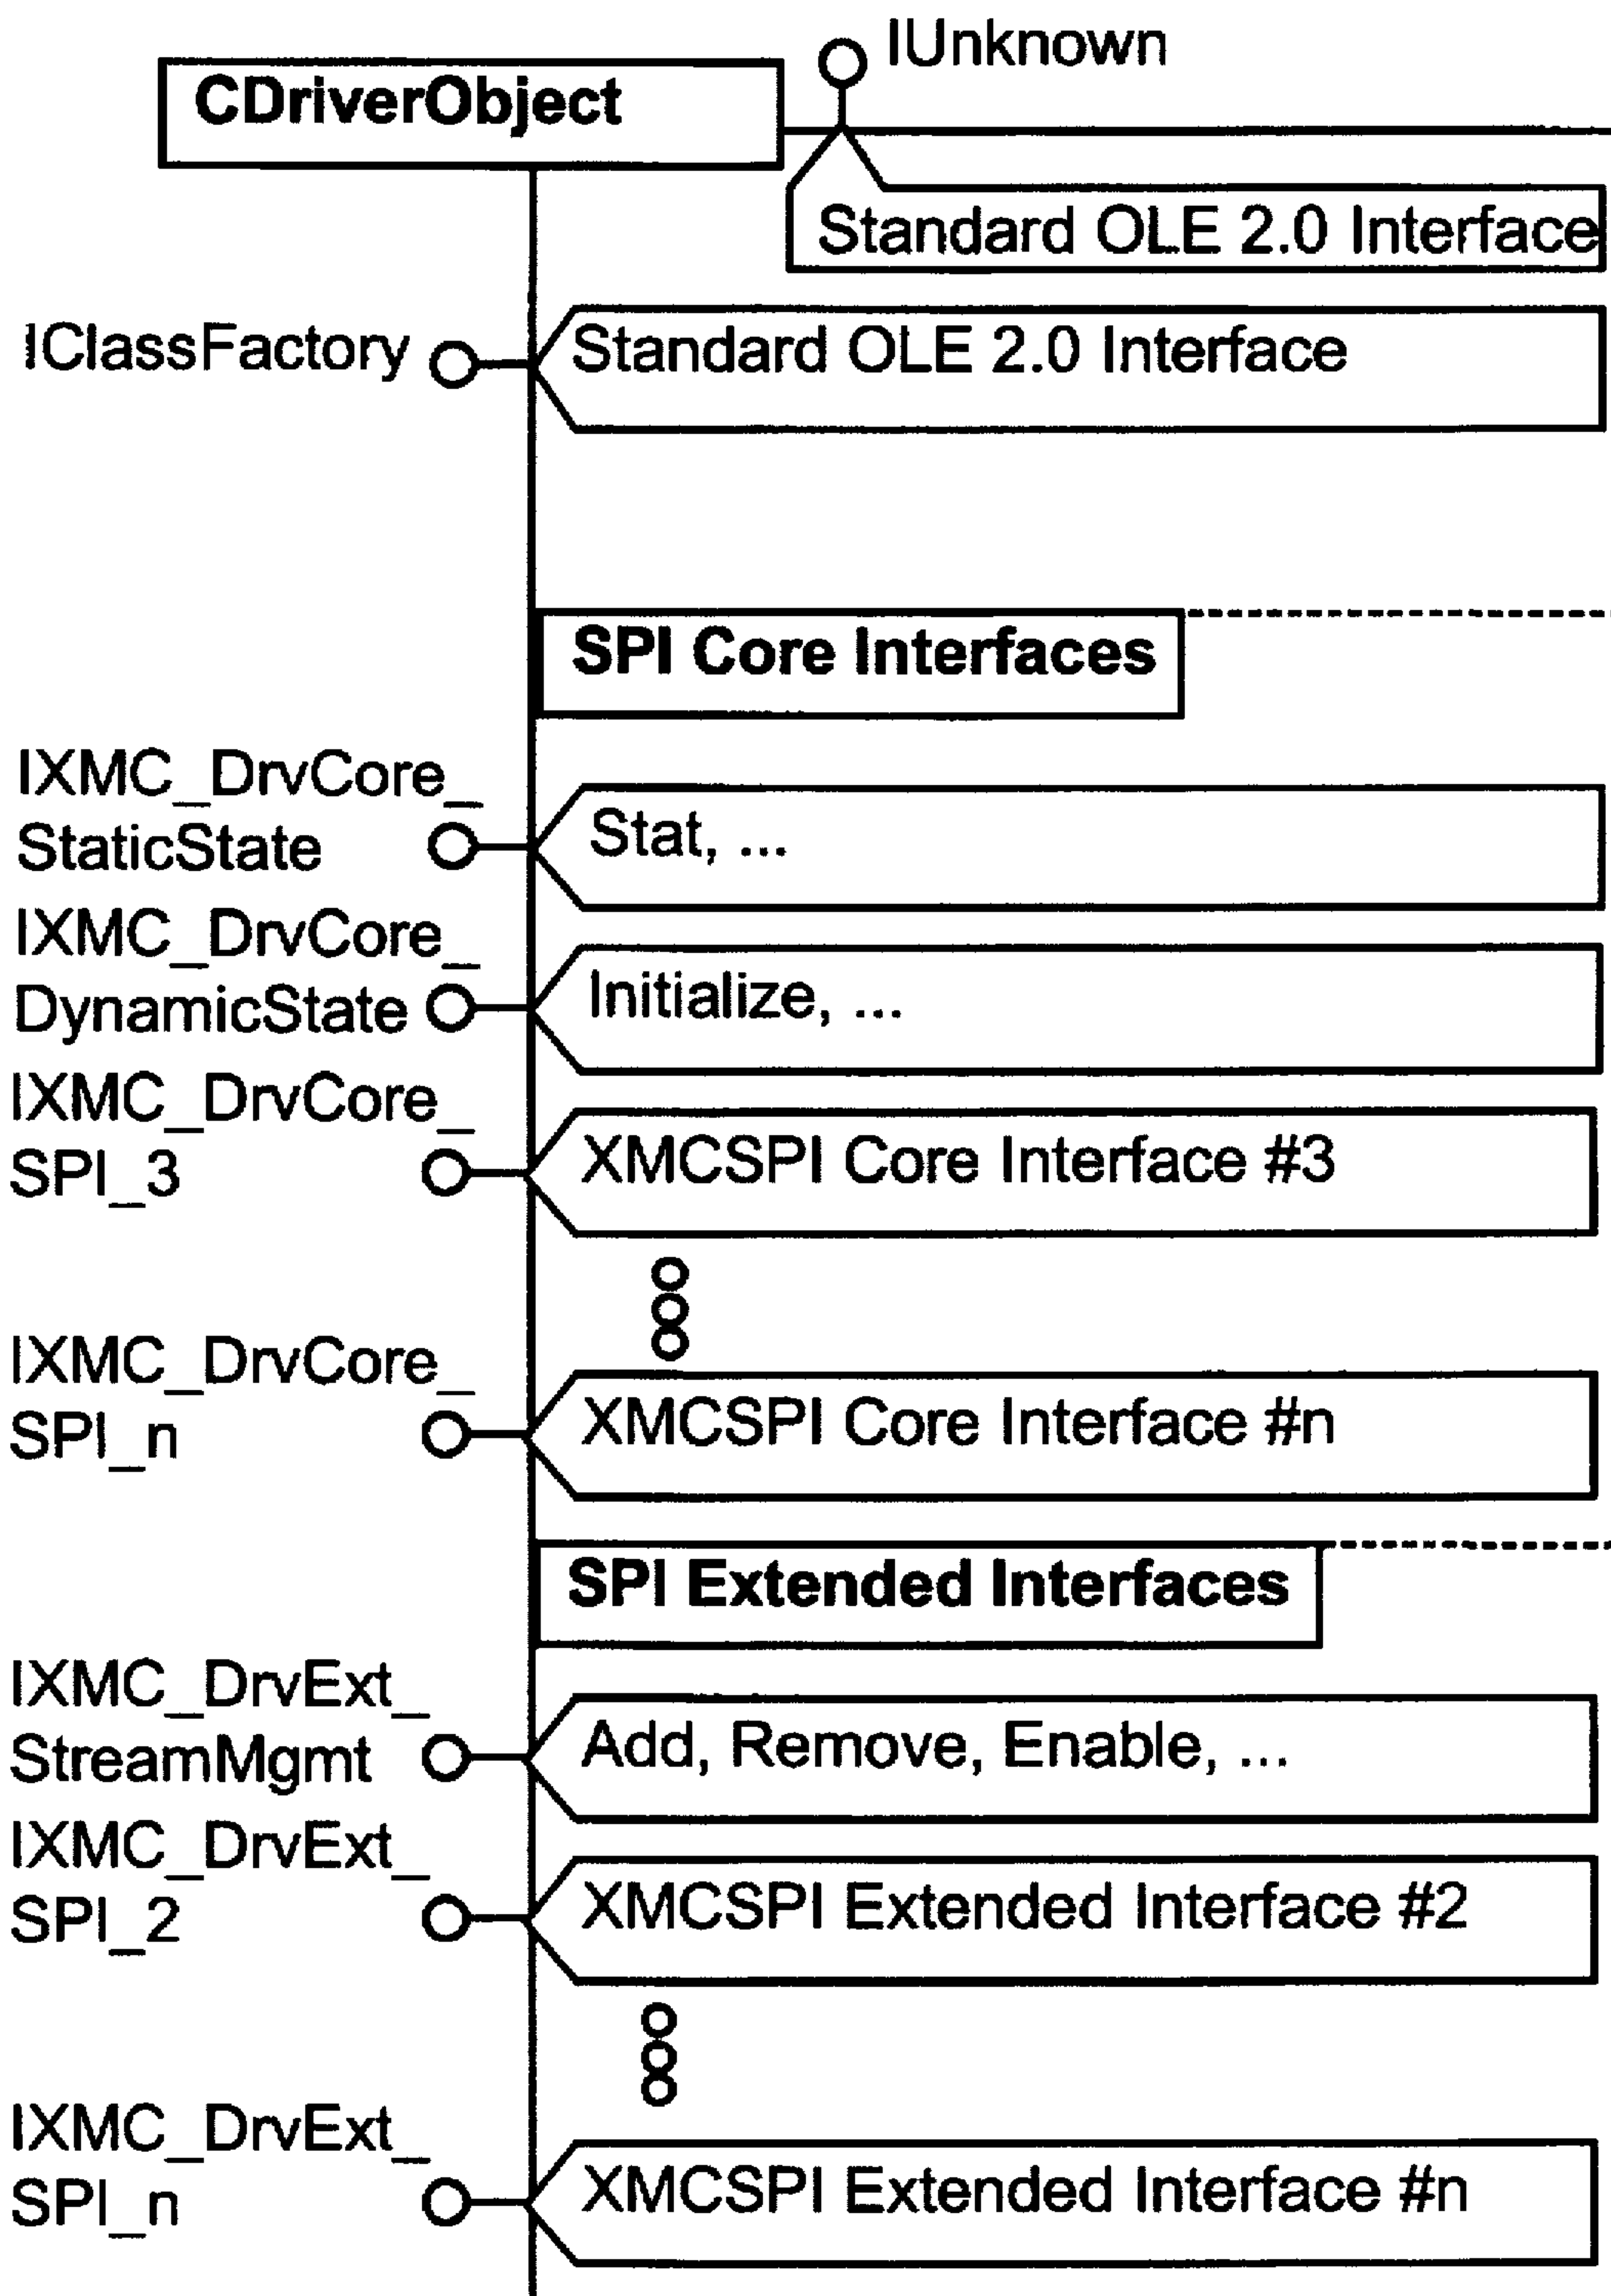 IUnknown
CDriverObject
Standard OLE 2.0 Interface
IClassFactory
Standard OLE 2.0 Interface
SPI Core Interfaces
IXMC_DrvCore_
StaticState
Stat, ...
IXMC_DrvCore_
DynamicState
Initialize, ...
IXMC_DrvCore_
SPI_3
XMCSPI Core Interface #3
IXMC_DrvCore_
SPI_n
XMCSPI Core Interface #n
SPI Extended Interfaces
IXMC_DrvExt_
StreamMgmt
Add, Remove, Enable, ...
IXMC_DrvExt_
SPI_2
XMCSPI Extended Interface #2
IXMC_DrvExt_
SPI_n
XMCSPI Extended Interface #n